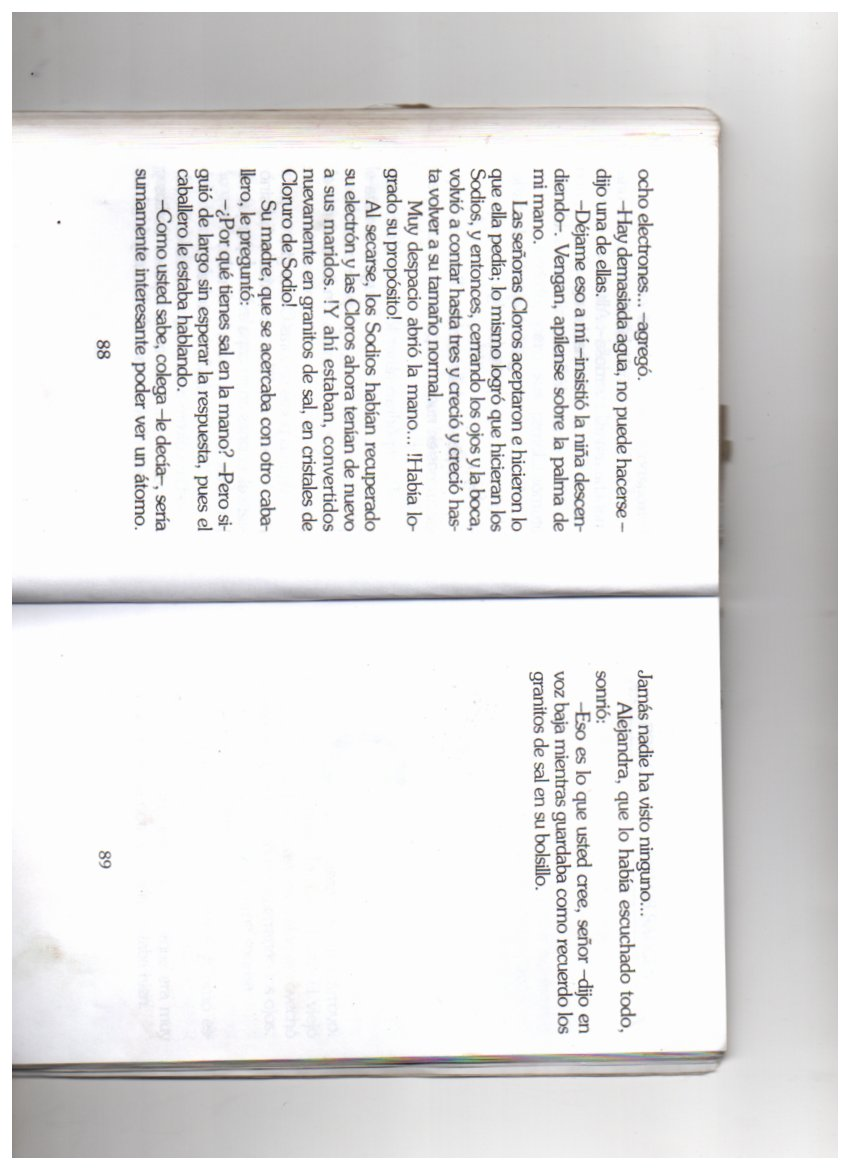 ocho electrones... –agregó.
–Hay demasiada agua, no puede hacerse –
dijo una de ellas.
–Déjame eso a mí –insistió la niña descen-
diendo–. Vengan, apílense sobre la palma de
mi mano.
Las señoras Cloros aceptaron e hicieron lo
que ella pedía; lo mismo logró que hicieran los
Sodios, y entonces, cerrando los ojos y la boca,
volvió a contar hasta tres y creció y creció has-
ta volver a su tamaño normal.
Muy despacio abrió la mano... !Había lo-
grado su propósito!
Al secarse, los Sodios habían recuperado
su electrón y las Cloros ahora tenían de nuevo
a sus maridos. !Y ahí estaban, convertidos
nuevamente en granitos de sal, en cristales de
Cloruro de Sodio!
Su madre, que se acercaba con otro caba-
llero, le preguntó:
–¿Por qué tienes sal en la mano? –Pero si-
guió de largo sin esperar la respuesta, pues el
caballero le estaba hablando.
–Como usted sabe, colega –le decía–, sería
sumamente interesante poder ver un átomo.
88
Jamás nadie ha visto ninguno...
Alejandra, que lo había escuchado todo,
sonrió:
–Eso es lo que usted cree, señor –dijo en
voz baja mientras guardaba como recuerdo los
granitos de sal en su bolsillo.
89